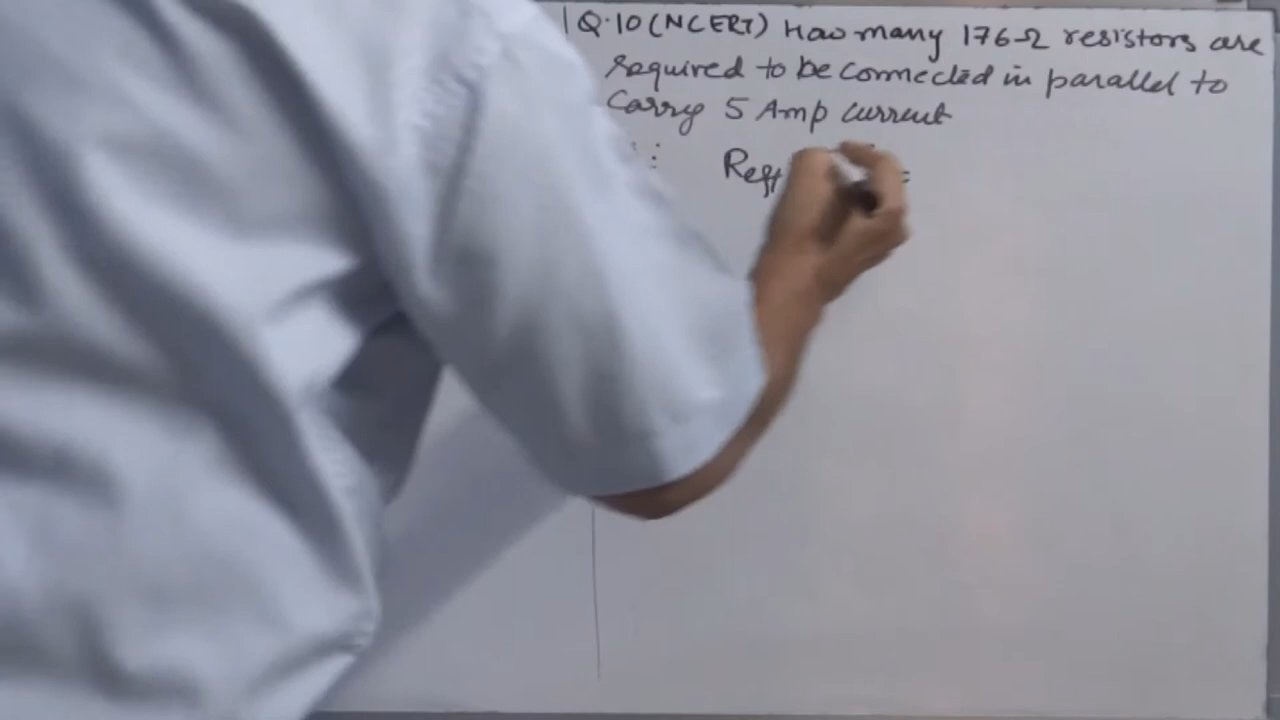 Q.10 (NCERT) How many 176Ω resistors are
required to be connected in parallel to
Carry 5 Amp current
Reff =